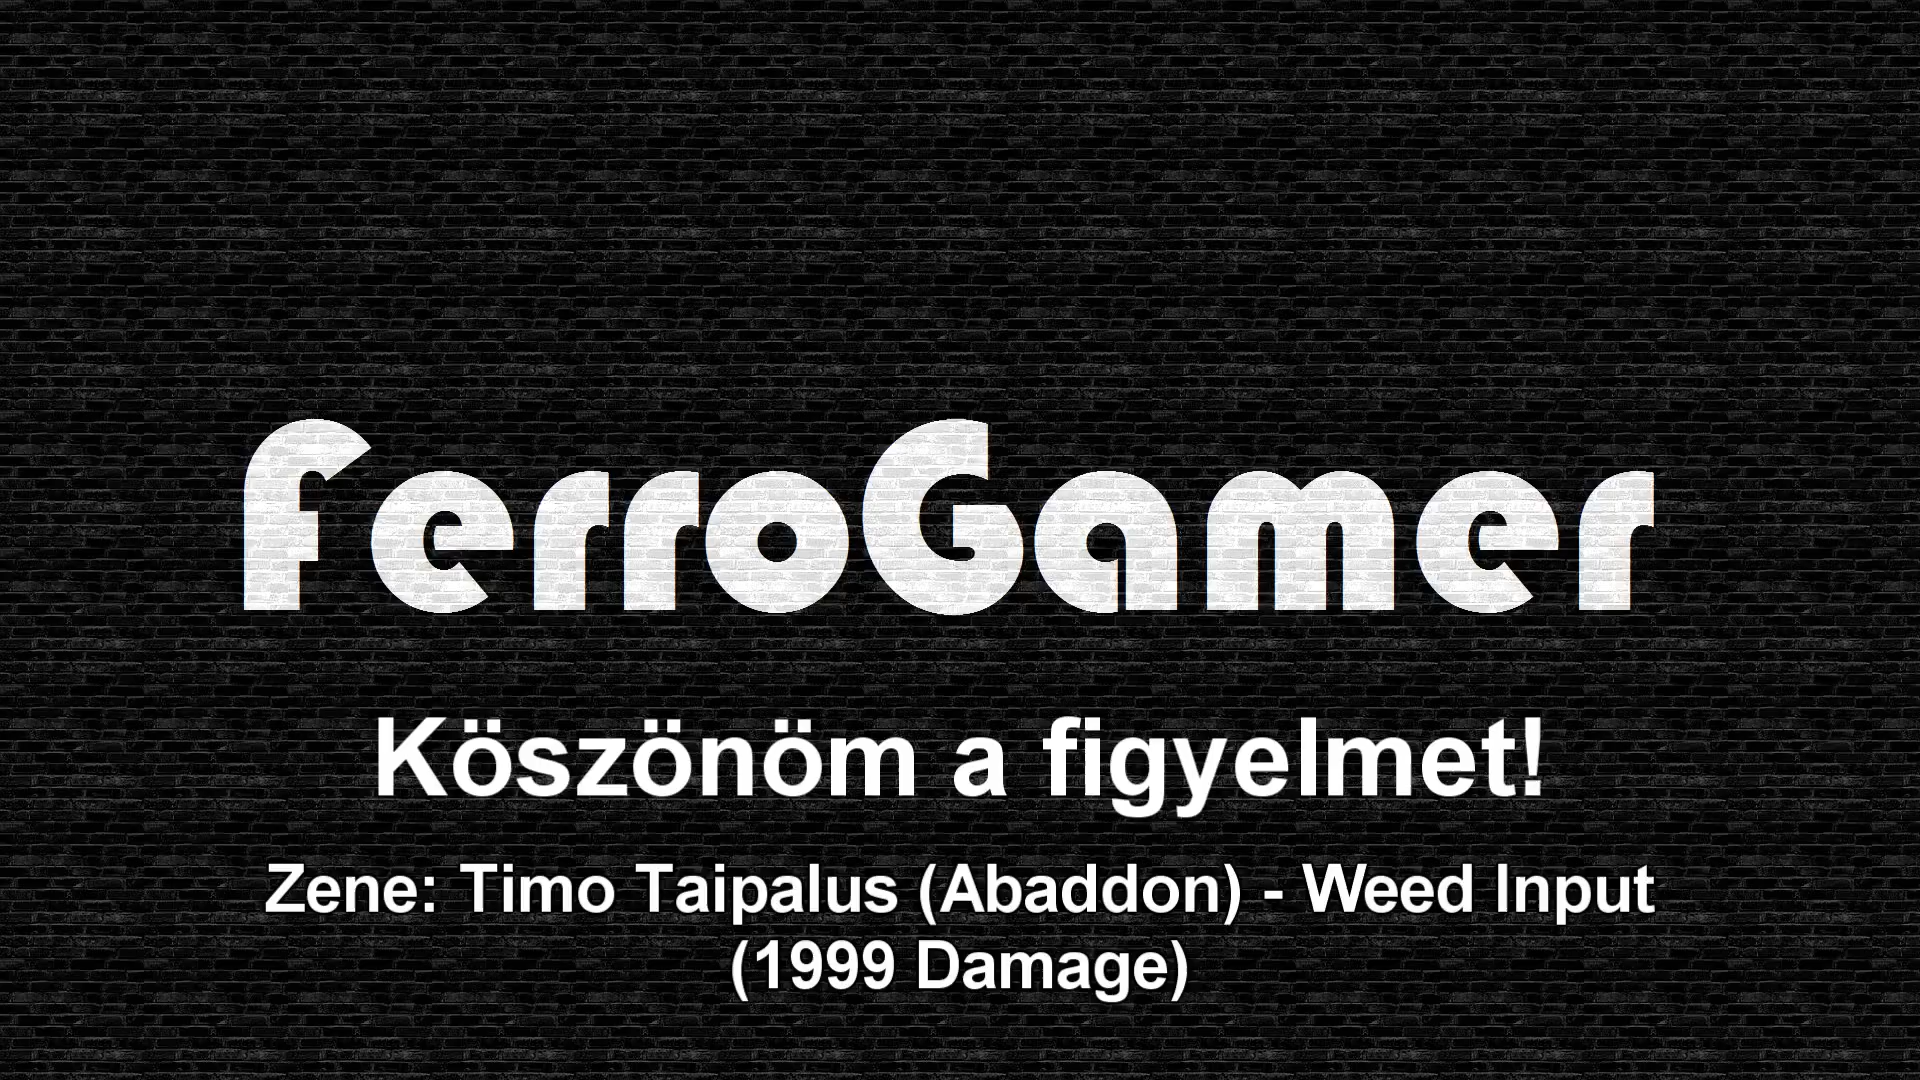 FerroGamer
Köszönöm a figyelmet!
Zene: Timo Taipalus (Abaddon) - Weed Input
(1999 Damage)